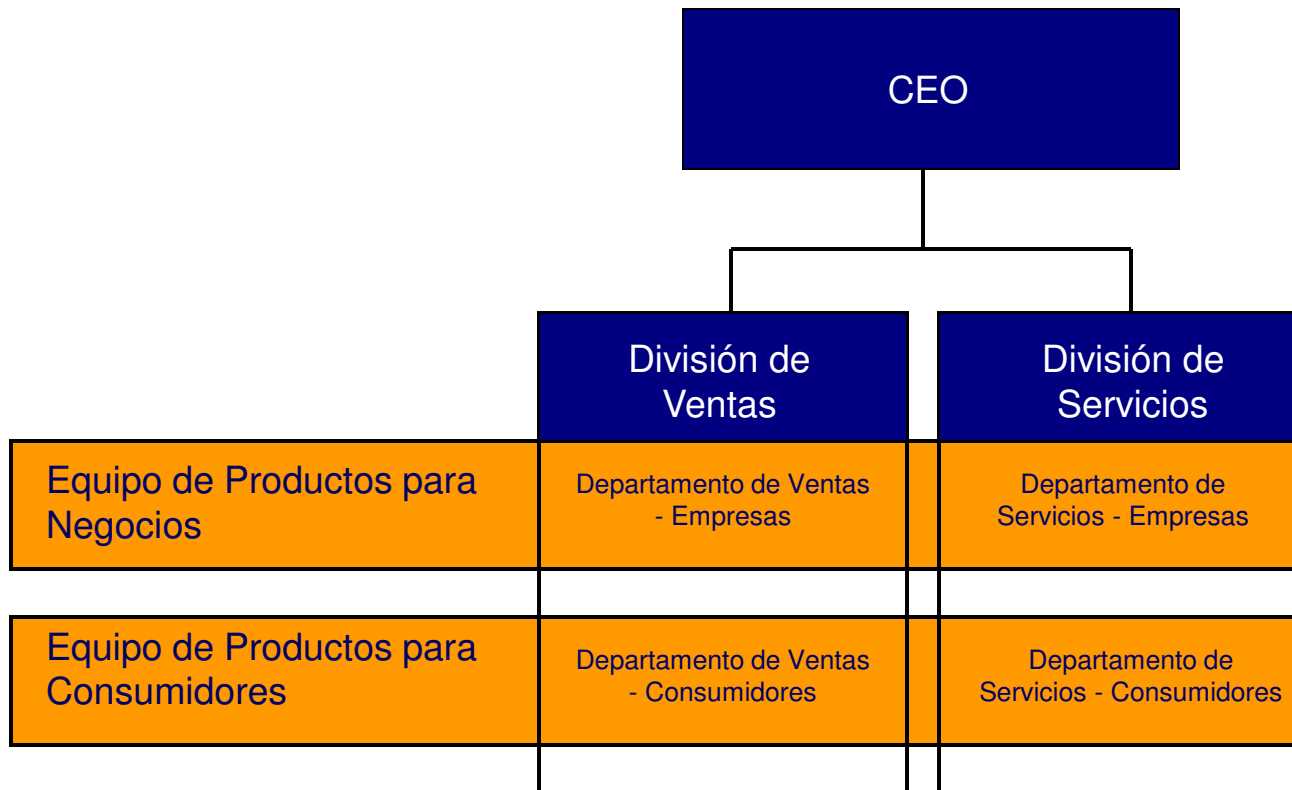 CEO
División de
Ventas
División de
Servicios
Equipo de Productos para
Negocios
Departamento de Ventas
- Empresas
Departamento de
Servicios - Empresas
Equipo de Productos para
Consumidores
Departamento de Ventas
- Consumidores
Departamento de
Servicios - Consumidores